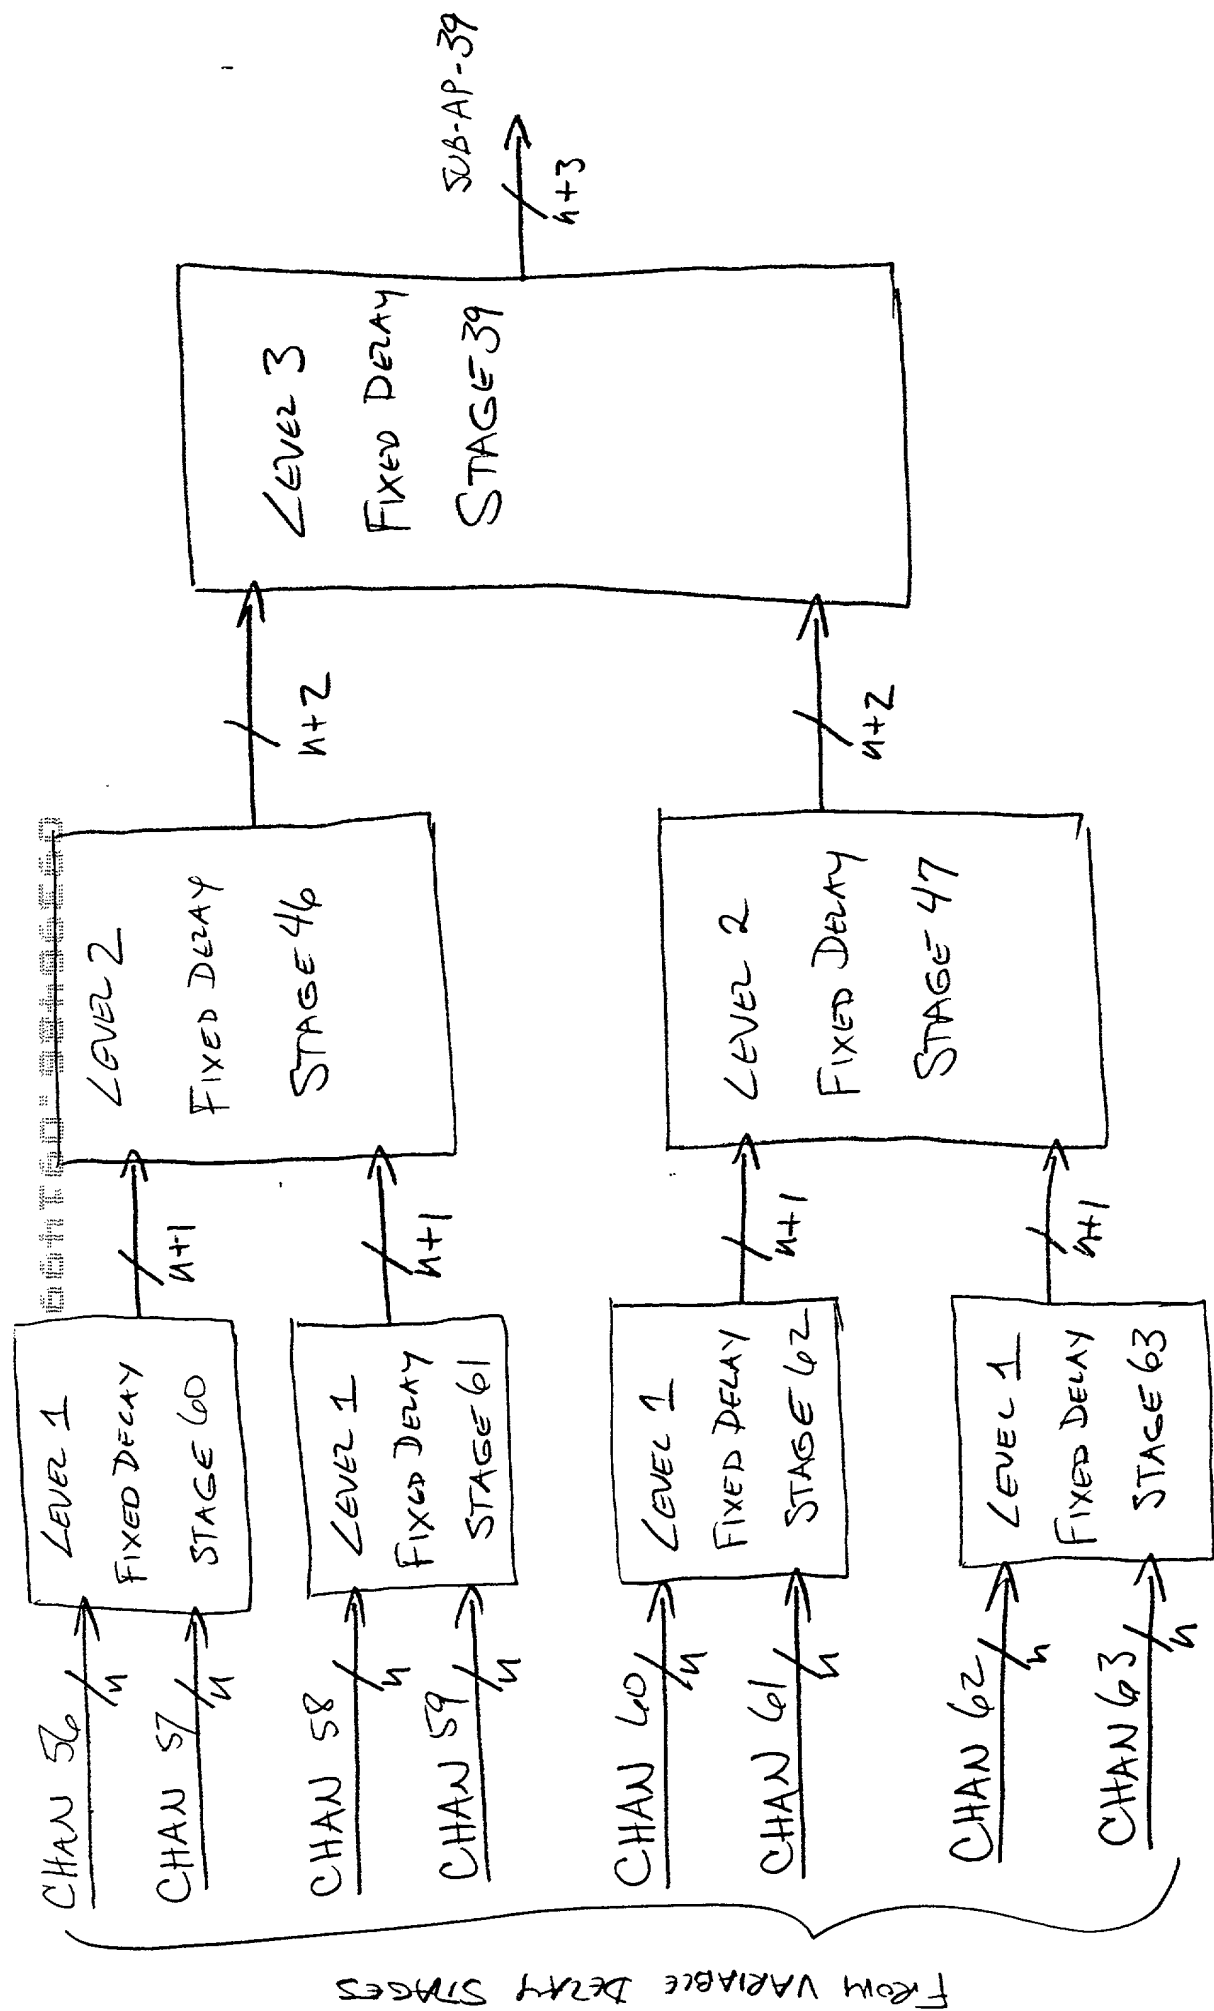 FROM VARIABLE DELAY STAGES
CHAN 56
n
CHAN 57
n
LEVEL 1
FIXED DELAY
STAGE 60
n+1
CHAN 58
n
CHAN 59
n
LEVEL 1
FIXED DELAY
STAGE 61
n+1
LEVEL 2
FIXED DELAY
STAGE 46
n+2
CHAN 60
n
CHAN 61
n
LEVEL 1
FIXED DELAY
STAGE 62
n+1
CHAN 62
n
CHAN 63
n
LEVEL 1
FIXED DELAY
STAGE 63
n+1
LEVEL 2
FIXED DELAY
STAGE 47
n+2
LEVEL 3
FIXED DELAY
STAGE 39
SUB-AP-39
n+3